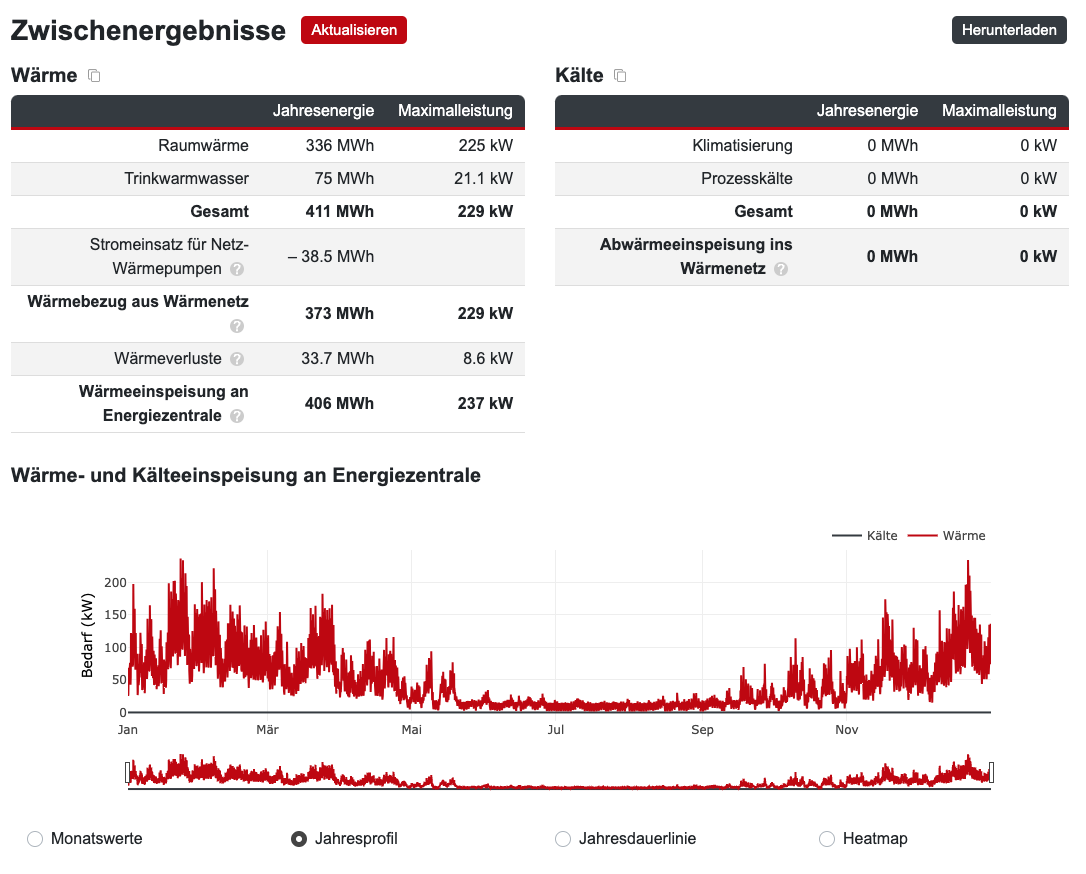 Zwischenergebnisse Aktualisieren Herunterladen
Wärme
Jahresenergie Maximalleistung
Raumwärme 336 MWh 225 kW
Trinkwarmwasser 75 MWh 21.1 kW
Gesamt 411 MWh 229 kW
Stromeinsatz für Netz-
Wärmepumpen ? – 38.5 MWh
Wärmebezug aus Wärmenetz
? 373 MWh 229 kW
Wärmeverluste ? 33.7 MWh 8.6 kW
Wärmeeinspeisung an
Energiezentrale ? 406 MWh 237 kW
Kälte
Jahresenergie Maximalleistung
Klimatisierung 0 MWh 0 kW
Prozesskälte 0 MWh 0 kW
Gesamt 0 MWh 0 kW
Abwärmeeinspeisung ins
Wärmenetz ? 0 MWh 0 kW
Wärme- und Kälteeinspeisung an Energiezentrale
Kälte Wärme
Bedarf (kW)
200
150
100
50
0
Jan Mär Mai Jul Sep Nov
Monatswerte Jahresprofil Jahresdauerlinie Heatmap